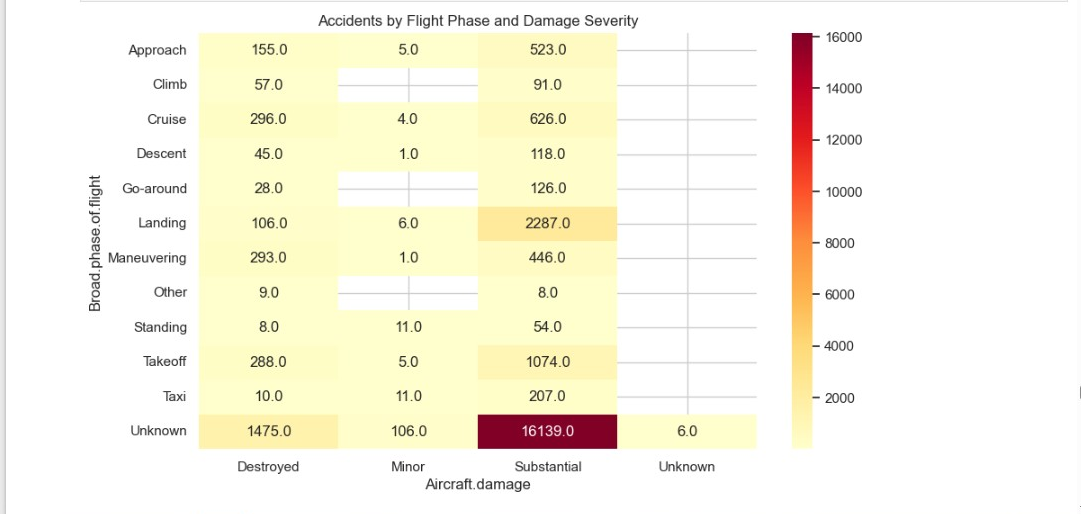 Accidents by Flight Phase and Damage Severity
Broad.phase.of.flight
Approach 155.0 5.0 523.0
Climb 57.0 91.0
Cruise 296.0 4.0 626.0
Descent 45.0 1.0 118.0
Go-around 28.0 126.0
Landing 106.0 6.0 2287.0
Maneuvering 293.0 1.0 446.0
Other 9.0 8.0
Standing 8.0 11.0 54.0
Takeoff 288.0 5.0 1074.0
Taxi 10.0 11.0 207.0
Unknown 1475.0 106.0 16139.0 6.0
Destroyed Minor Substantial Unknown
Aircraft.damage
16000
14000
12000
10000
8000
6000
4000
2000